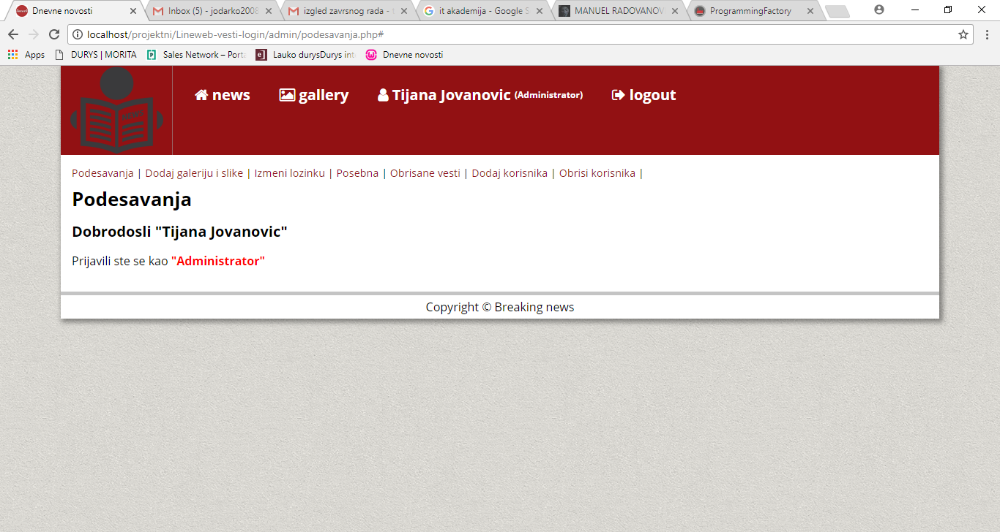 Dnevne novosti
Inbox (5) - jodarko2008
izgled zavrsnog rada -
it akademija - Google S
MANUEL RADOVANOV
ProgrammingFactory
localhost/projektni/Lineweb-vesti-login/admin/podesavanja.php#
Apps
DURYS | MORITA
Sales Network – Porta
Lauko durysDurys inte
Dnevne novosti
news
gallery
Tijana Jovanovic (Administrator)
logout
Podesavanja | Dodaj galeriju i slike | Izmeni lozinku | Posebna | Obrisane vesti | Dodaj korisnika | Obrisi korisnika |
Podesavanja
Dobrodosli "Tijana Jovanovic"
Prijavili ste se kao "Administrator"
Copyright © Breaking news